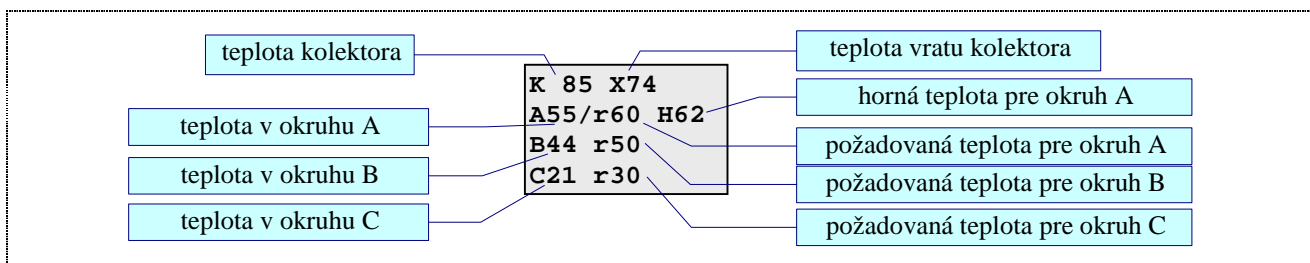 teplota kolektora
teplota vratu kolektora
K 85 X74
A55/r60 H62
B44 r50
C21 r30
horná teplota pre okruh A
teplota v okruhu A
požadovaná teplota pre okruh A
teplota v okruhu B
požadovaná teplota pre okruh B
teplota v okruhu C
požadovaná teplota pre okruh C